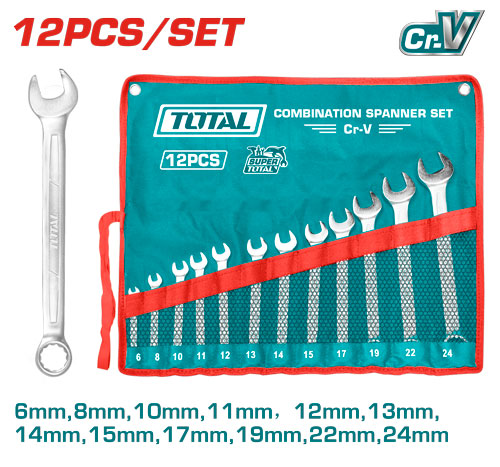 12PCS/SET
Cr-V
TOTAL
COMBINATION SPANNER SET
Cr-V
12PCS
SUPER
TOTAL
TOTAL
6 8 10 11 12 13 14 15 17 19 22 24
6mm,8mm,10mm,11mm, 12mm,13mm,
14mm,15mm,17mm,19mm,22mm,24mm